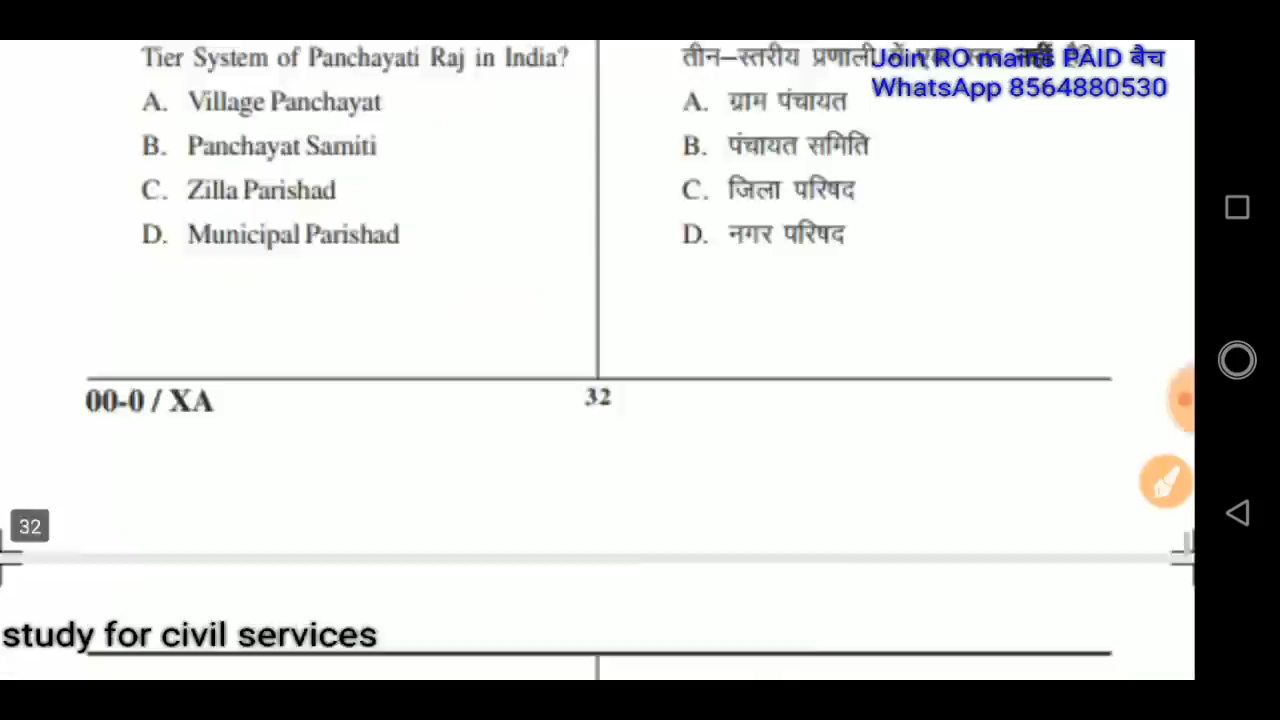 Tier System of Panchayati Raj in India?
A. Village Panchayat
B. Panchayat Samiti
C. Zilla Parishad
D. Municipal Parishad
तीन–स्तरीय प्रणाली
A. ग्राम पंचायत
B. पंचायत समिति
C. जिला परिषद
D. नगर परिषद
Join RO mains PAID बैच
WhatsApp 8564880530
00-0 / XA
32
32
study for civil services